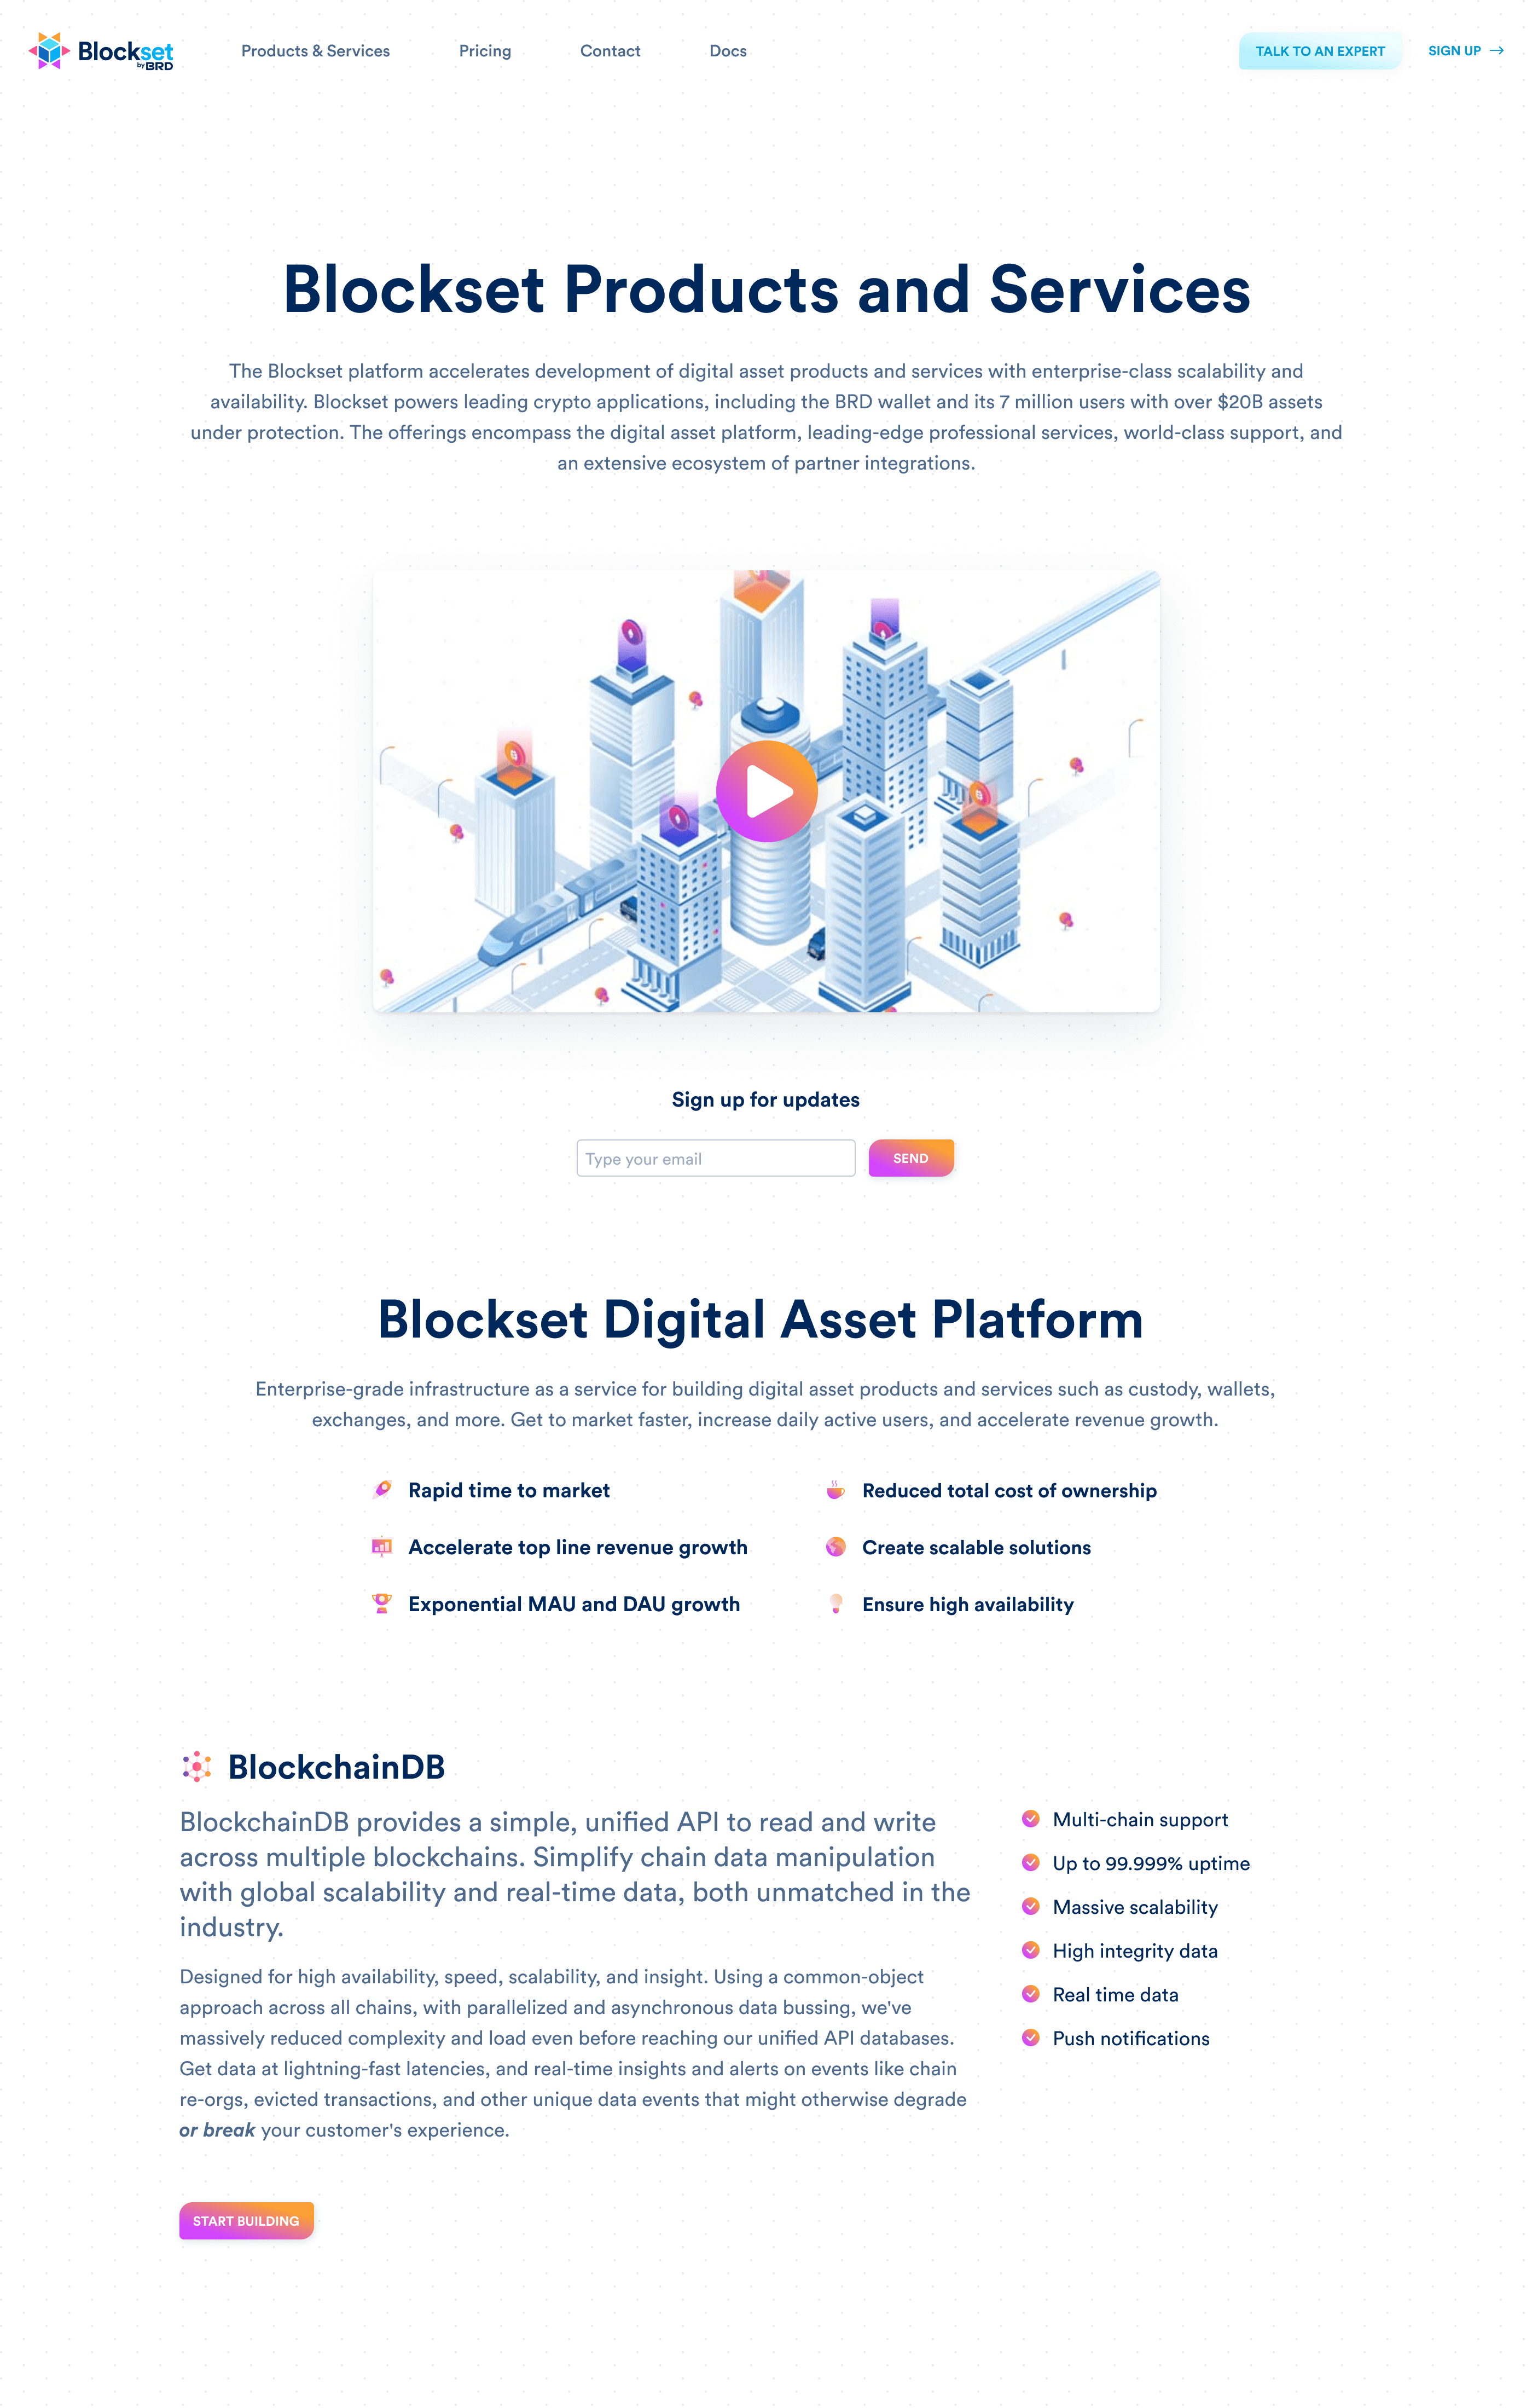 Blockset
by BRD
Products & Services
Pricing
Contact
Docs
TALK TO AN EXPERT
SIGN UP →
Blockset Products and Services
The Blockset platform accelerates development of digital asset products and services with enterprise-class scalability and
availability. Blockset powers leading crypto applications, including the BRD wallet and its 7 million users with over $20B assets
under protection. The offerings encompass the digital asset platform, leading-edge professional services, world-class support, and
an extensive ecosystem of partner integrations.
Sign up for updates
Type your email
SEND
Blockset Digital Asset Platform
Enterprise-grade infrastructure as a service for building digital asset products and services such as custody, wallets,
exchanges, and more. Get to market faster, increase daily active users, and accelerate revenue growth.
Rapid time to market
Reduced total cost of ownership
Accelerate top line revenue growth
Create scalable solutions
Exponential MAU and DAU growth
Ensure high availability
BlockchainDB
BlockchainDB provides a simple, unified API to read and write
across multiple blockchains. Simplify chain data manipulation
with global scalability and real-time data, both unmatched in the
industry.
Designed for high availability, speed, scalability, and insight. Using a common-object
approach across all chains, with parallelized and asynchronous data bussing, we've
massively reduced complexity and load even before reaching our unified API databases.
Get data at lightning-fast latencies, and real-time insights and alerts on events like chain
re-orgs, evicted transactions, and other unique data events that might otherwise degrade
or break your customer's experience.
START BUILDING
Multi-chain support
Up to 99.999% uptime
Massive scalability
High integrity data
Real time data
Push notifications